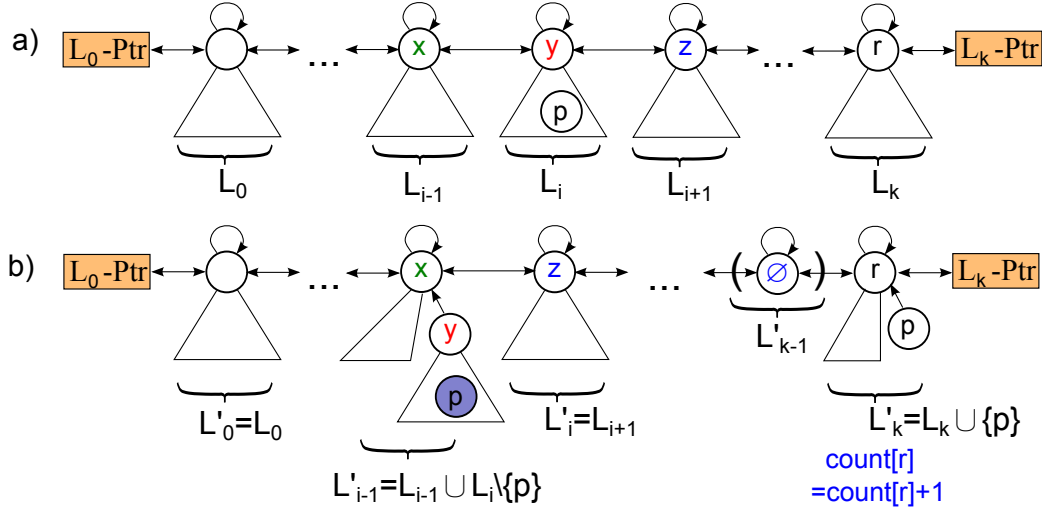 a) L₀-Ptr ... x y z ... r Lₖ-Ptr
p
L₀ Lᵢ₋₁ Lᵢ Lᵢ₊₁ Lₖ
b) L₀-Ptr ... x z ... ( ∅ ) r Lₖ-Ptr
y p
L'ₖ₋₁
p
L'₀=L₀ L'ᵢ=Lᵢ₊₁ L'ₖ=Lₖ ∪ {p}
L'ᵢ₋₁=Lᵢ₋₁ ∪ Lᵢ\{p} count[r]
=count[r]+1